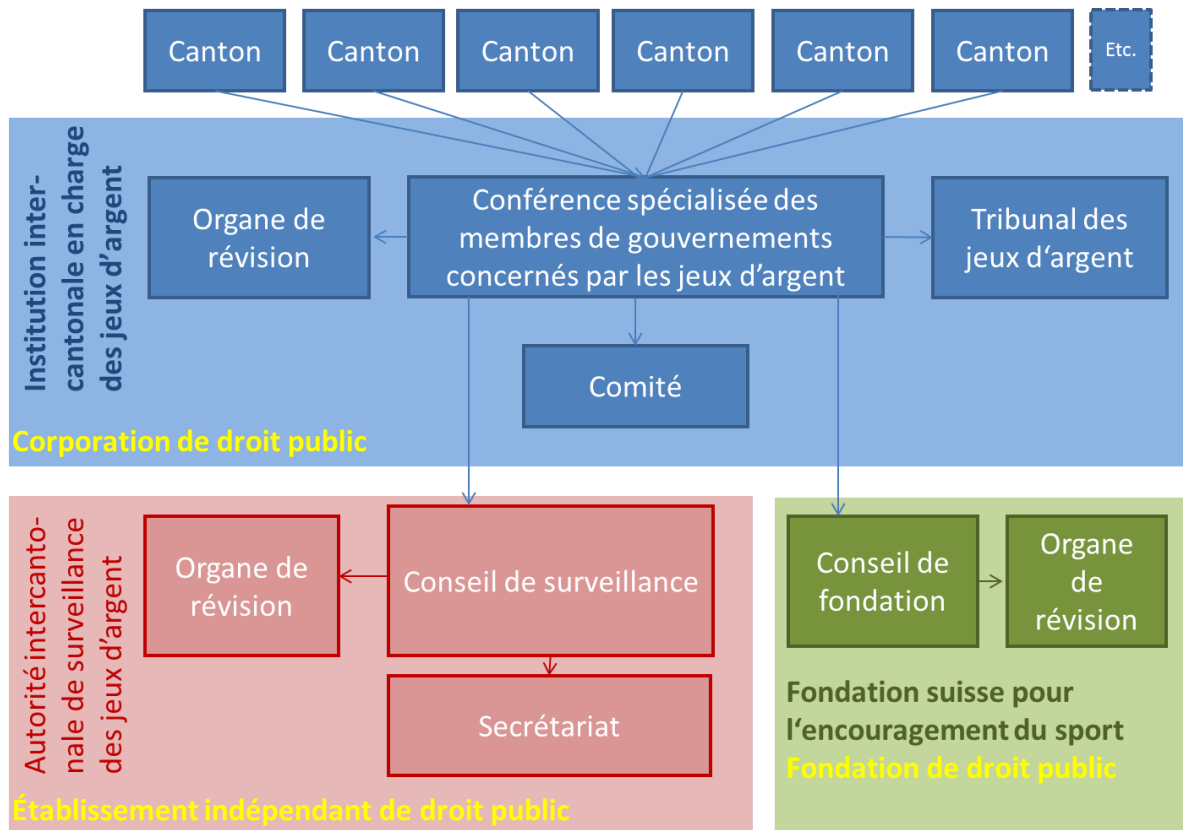 Canton
Canton
Canton
Canton
Canton
Canton
Etc.
Institution inter-
cantonale en charge
des jeux d’argent
Organe de
révision
Conférence spécialisée des
membres de gouvernements
concernés par les jeux d’argent
Tribunal des
jeux d‘argent
Comité
Corporation de droit public
Autorité intercanto-
nale de surveillance
des jeux d’argent
Organe de
révision
Conseil de surveillance
Secrétariat
Établissement indépendant de droit public
Conseil de
fondation
Organe
de
révision
Fondation suisse pour
l‘encouragement du sport
Fondation de droit public